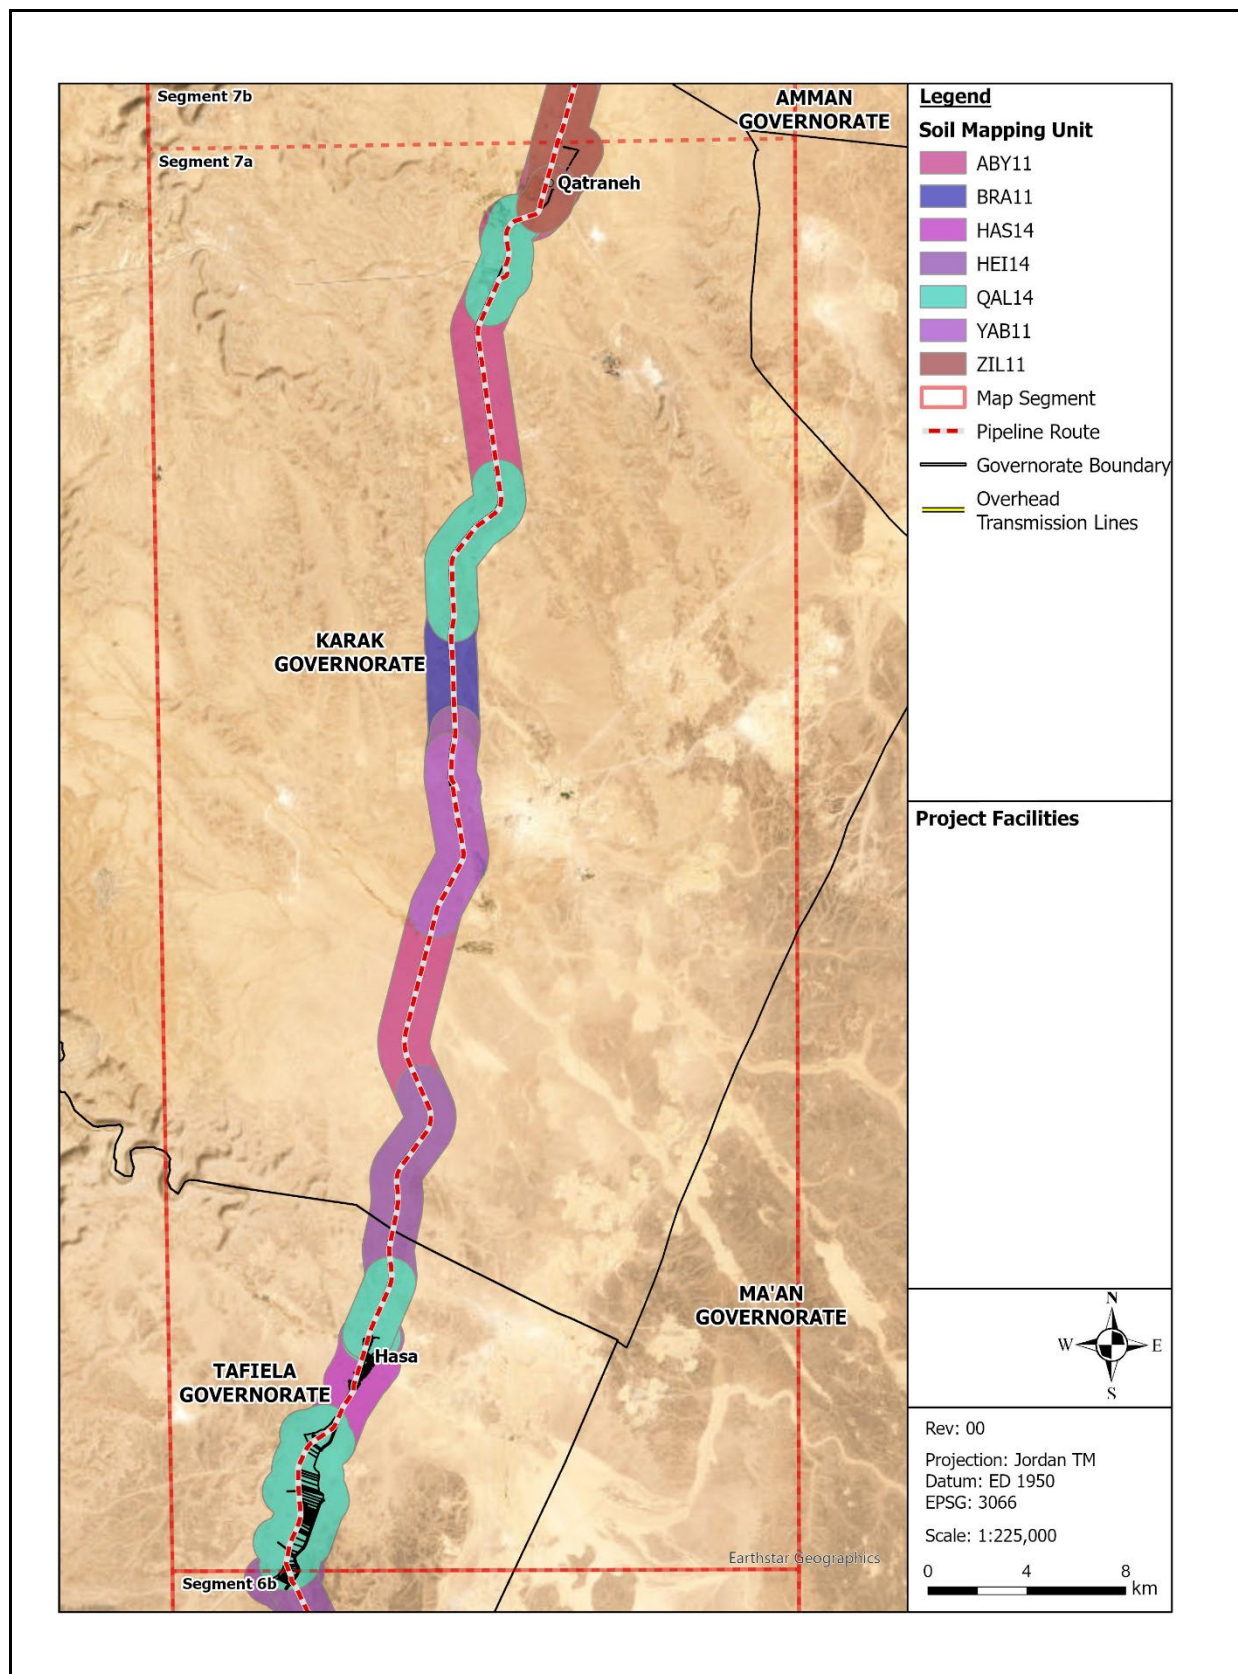 Segment 7b
Segment 7a
AMMAN
GOVERNORATE
Qatraneh
KARAK
GOVERNORATE
MA'AN
GOVERNORATE
Hasa
TAFIELA
GOVERNORATE
Segment 6b
Earthstar Geographics
Legend
Soil Mapping Unit
ABY11
BRA11
HAS14
HEI14
QAL14
YAB11
ZIL11
Map Segment
Pipeline Route
Governorate Boundary
Overhead
Transmission Lines
Project Facilities
N
W E
S
Rev: 00
Projection: Jordan TM
Datum: ED 1950
EPSG: 3066
Scale: 1:225,000
0 4 8
km